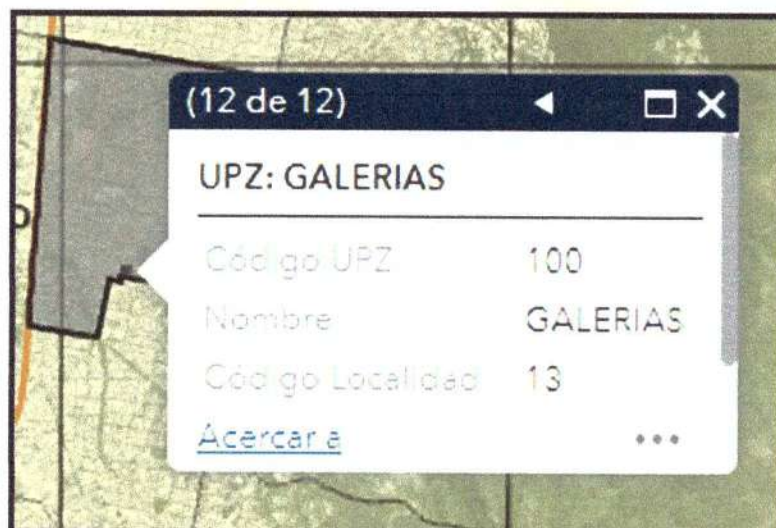 (12 de 12)
UPZ: GALERIAS
Código UPZ 100
Nombre GALERIAS
Código Localidad 13
Acercar a